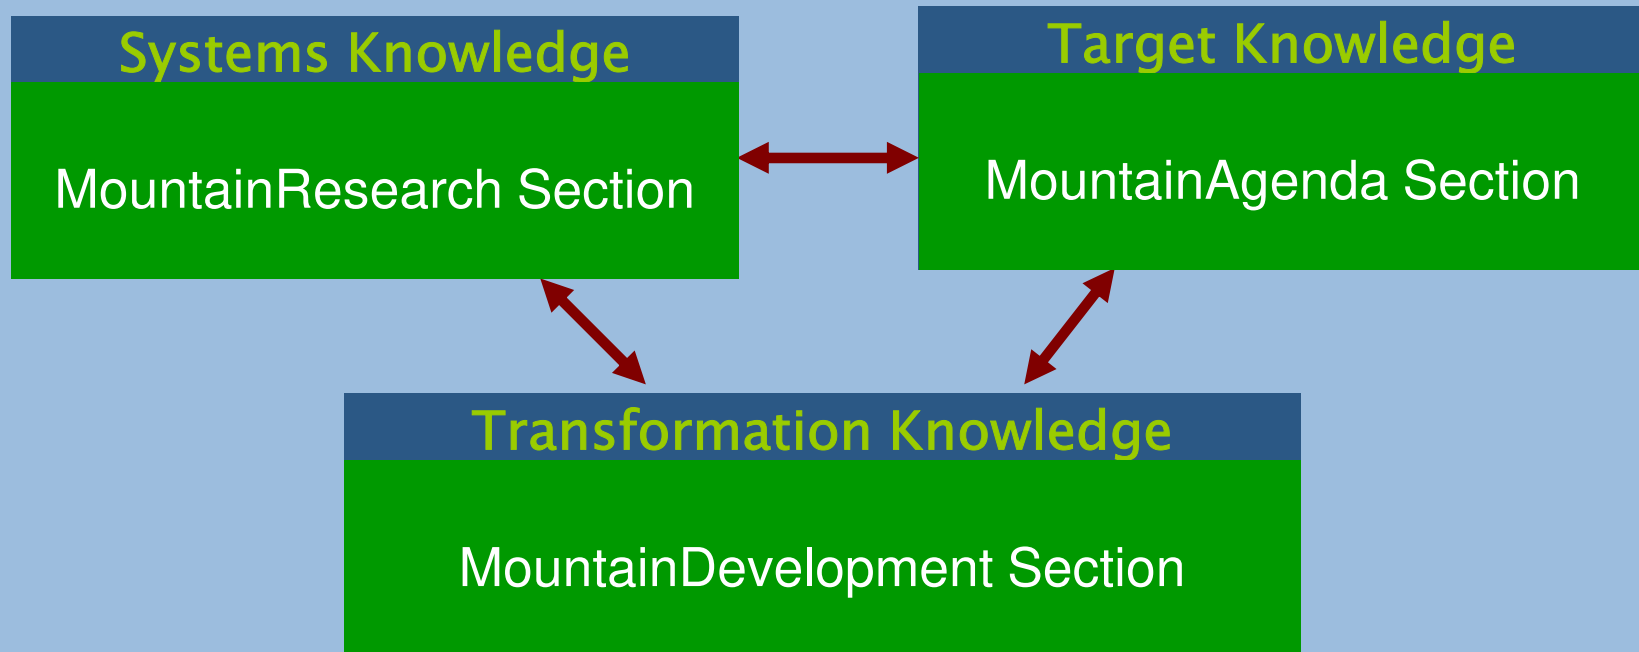 Systems Knowledge
MountainResearch Section
Target Knowledge
MountainAgenda Section
Transformation Knowledge
MountainDevelopment Section